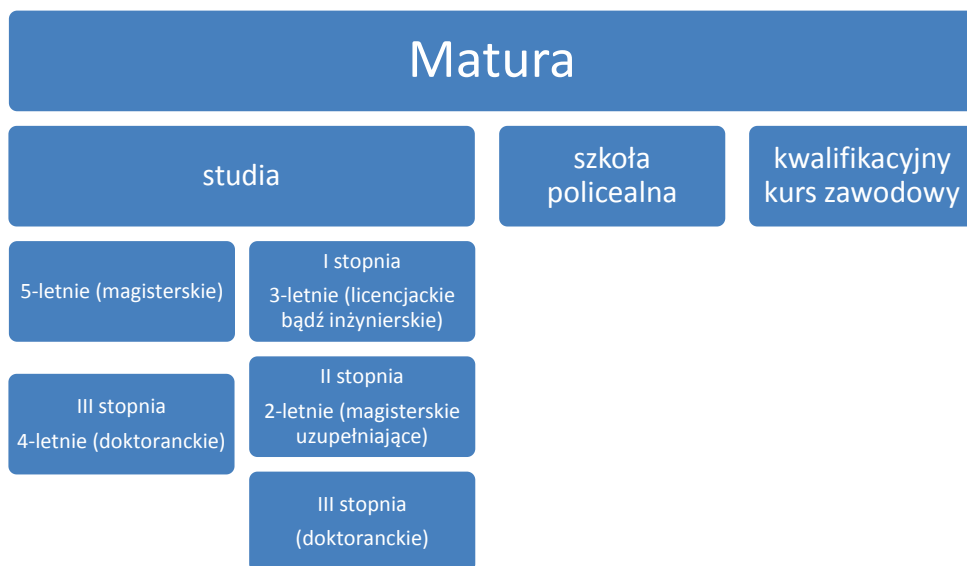 Matura
studia
szkoła
policealna
kwalifikacyjny
kurs zawodowy
5-letnie (magisterskie)
I stopnia
3-letnie (licencjackie
bądź inżynierskie)
III stopnia
4-letnie (doktoranckie)
II stopnia
2-letnie (magisterskie
uzupełniające)
III stopnia
(doktoranckie)